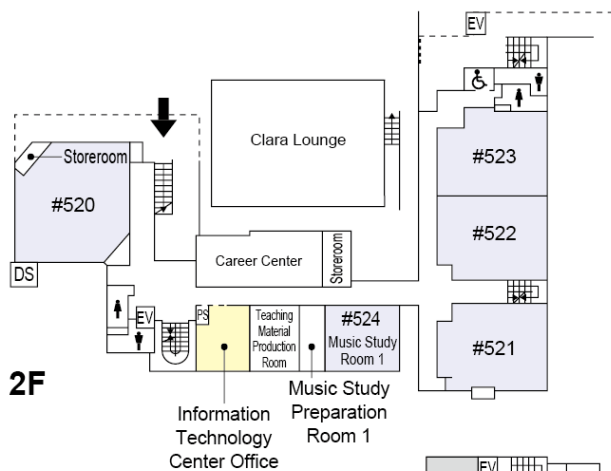 EV
Clara Lounge
#523
Storeroom
#520
#522
Career Center
Storeroom
DS
EV
PS
Teaching
Material
Production
Room
#524
Music Study
Room 1
#521
2F
Information
Technology
Center Office
Music Study
Preparation
Room 1
EV